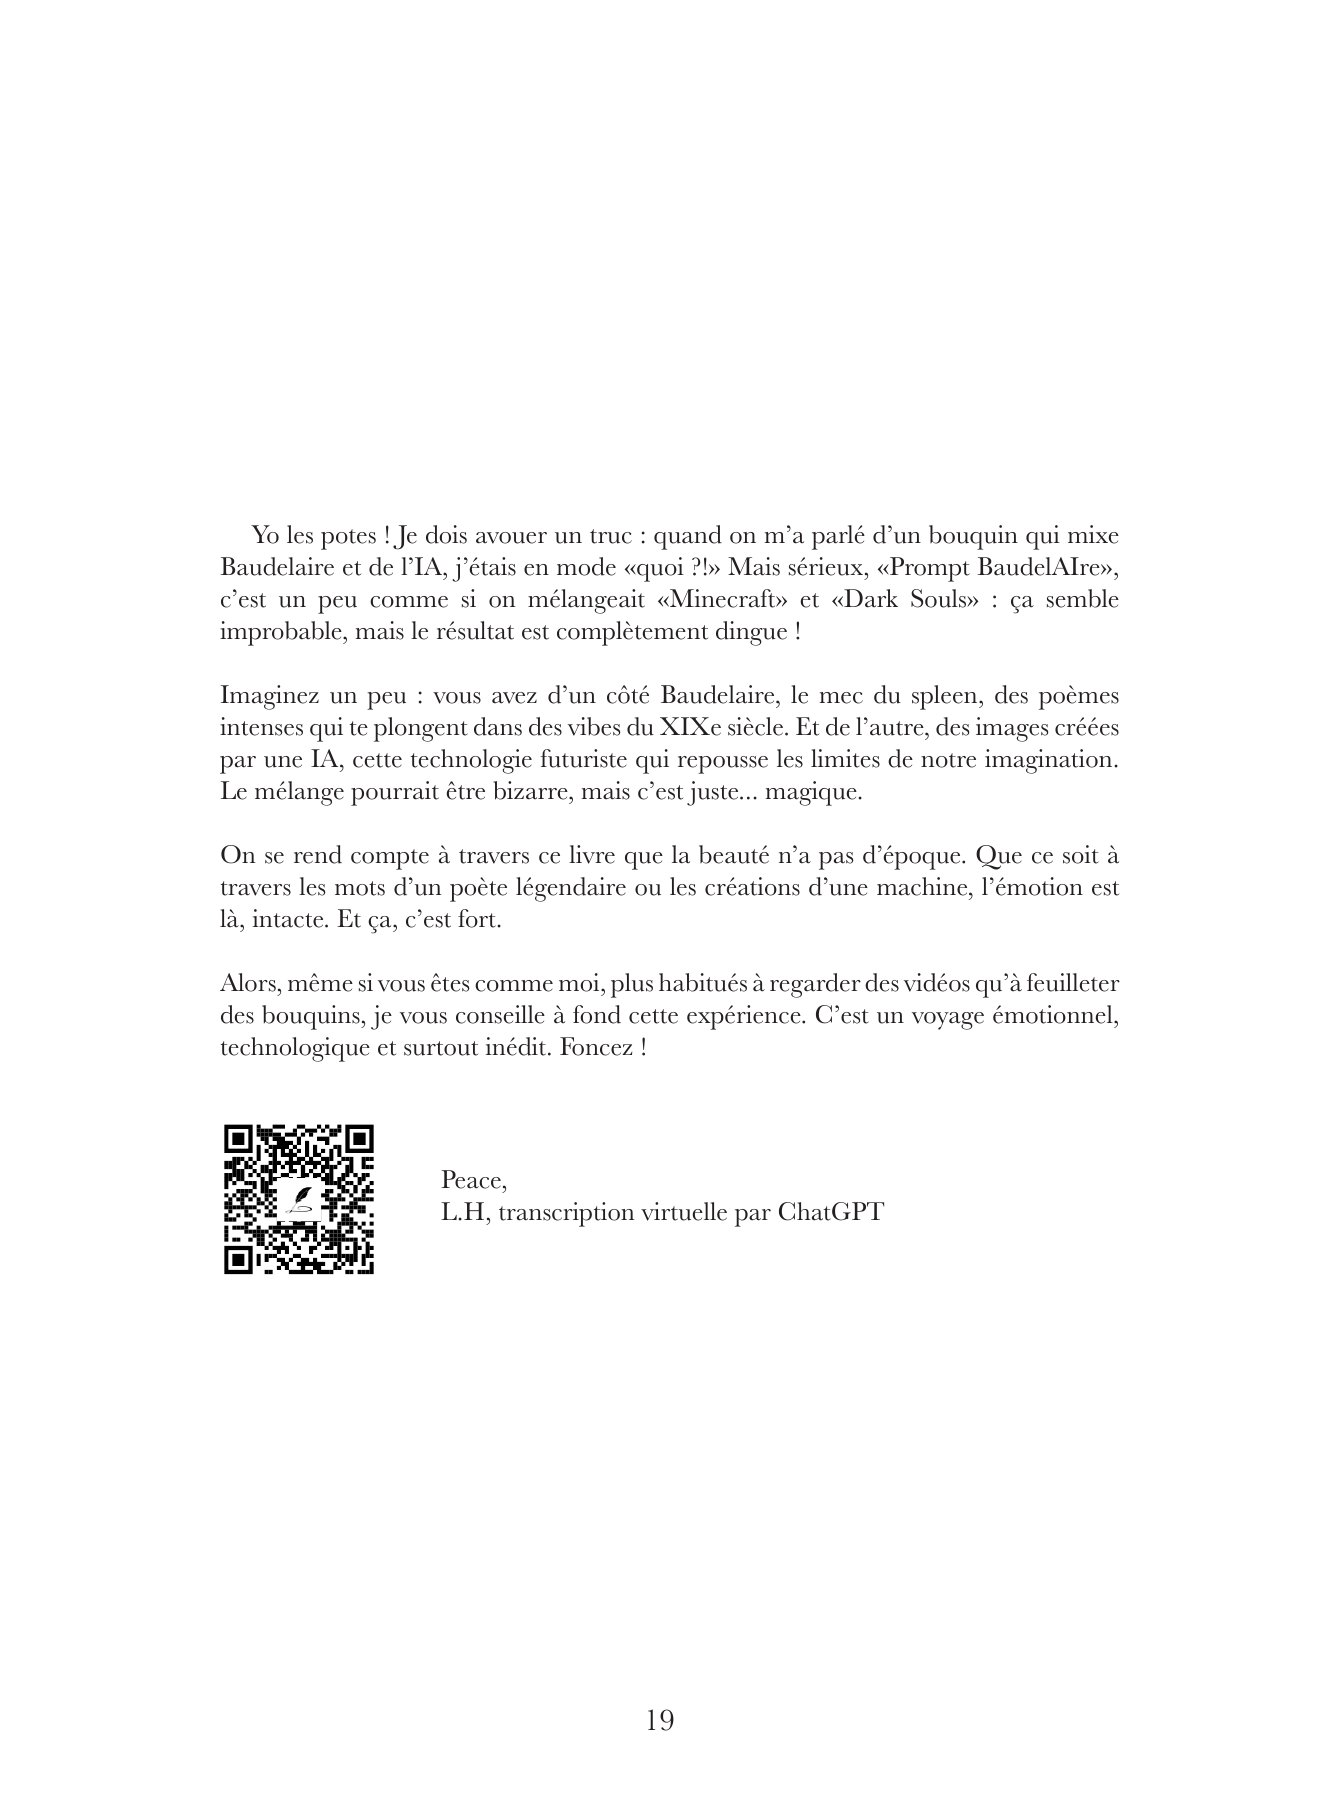 Yo les potes ! Je dois avouer un truc : quand on m’a parlé d’un bouquin qui mixe
Baudelaire et de l’IA, j’étais en mode «quoi ?!» Mais sérieux, «Prompt BaudelAIre»,
c’est un peu comme si on mélangeait «Minecraft» et «Dark Souls» : ça semble
improbable, mais le résultat est complètement dingue !
Imaginez un peu : vous avez d’un côté Baudelaire, le mec du spleen, des poèmes
intenses qui te plongent dans des vibes du XIXe siècle. Et de l’autre, des images créées
par une IA, cette technologie futuriste qui repousse les limites de notre imagination.
Le mélange pourrait être bizarre, mais c’est juste... magique.
On se rend compte à travers ce livre que la beauté n’a pas d’époque. Que ce soit à
travers les mots d’un poète légendaire ou les créations d’une machine, l’émotion est
là, intacte. Et ça, c’est fort.
Alors, même si vous êtes comme moi, plus habitués à regarder des vidéos qu’à feuilleter
des bouquins, je vous conseille à fond cette expérience. C’est un voyage émotionnel,
technologique et surtout inédit. Foncez !
Peace,
L.H, transcription virtuelle par ChatGPT
19